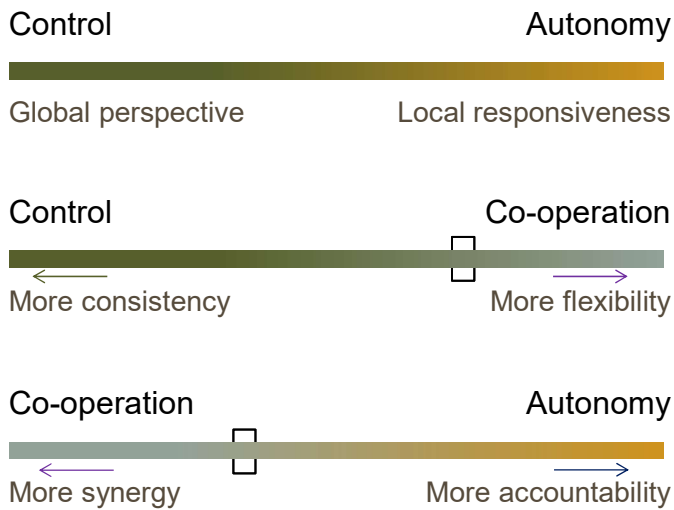 Control Autonomy
Global perspective Local responsiveness
Control Co-operation
More consistency More flexibility
Co-operation Autonomy
More synergy More accountability